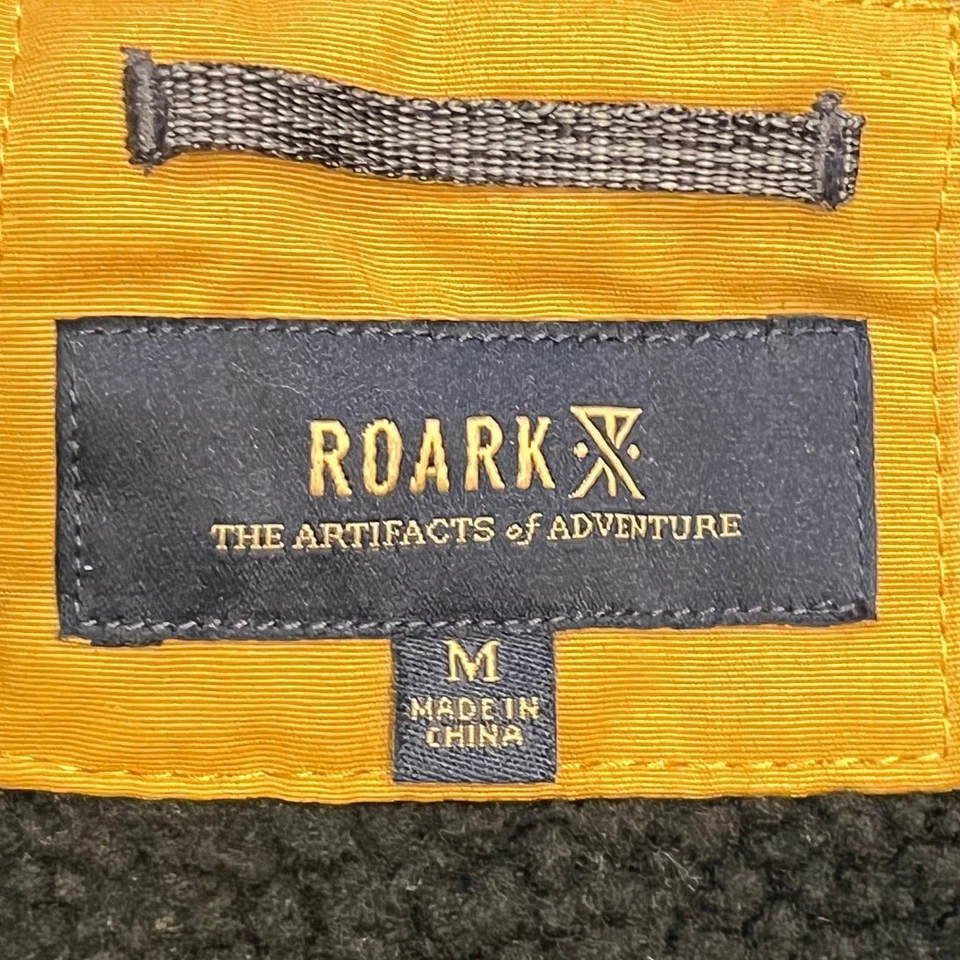 ROARK
THE ARTIFACTS of ADVENTURE
M
MADE IN
CHINA